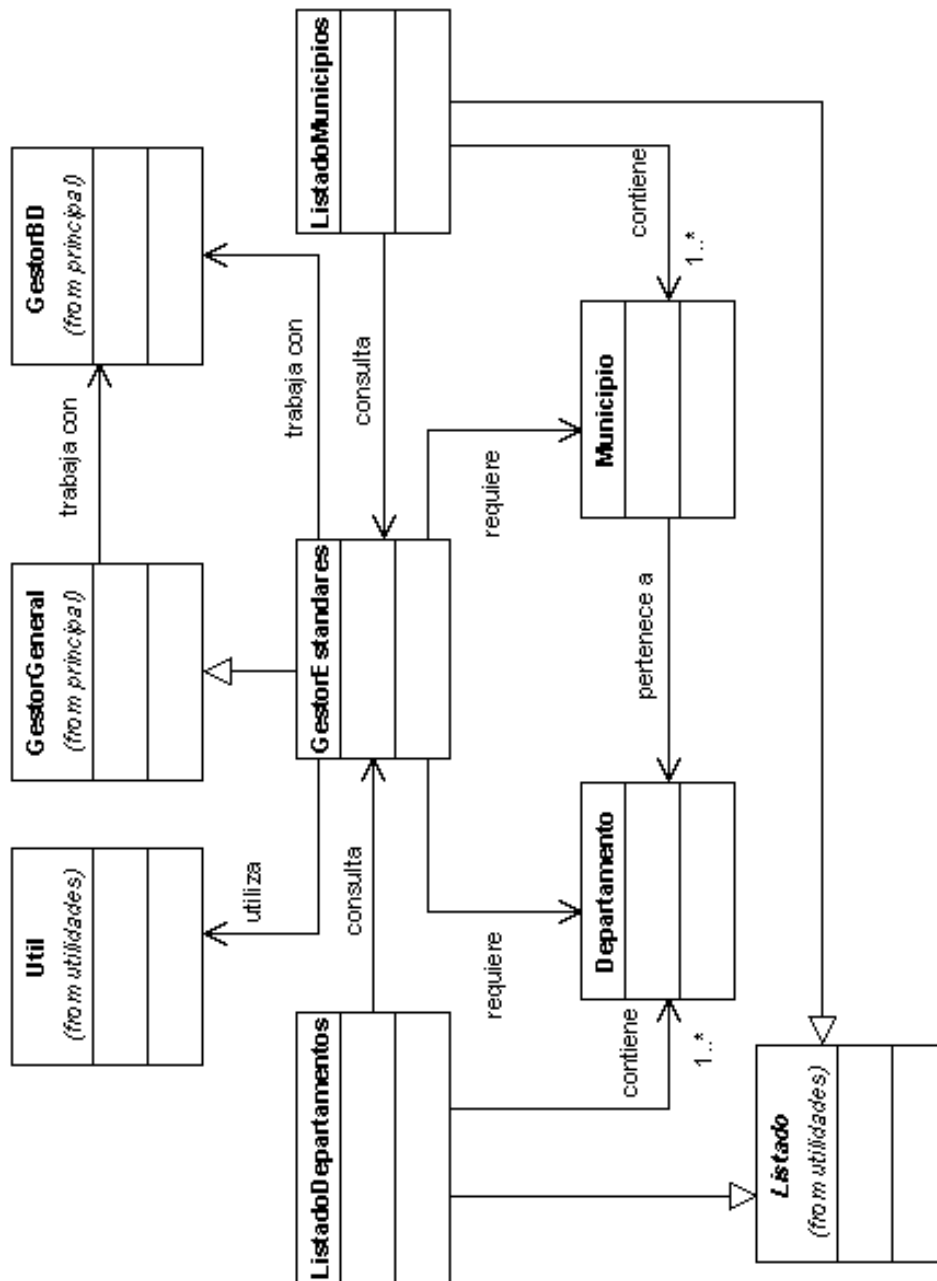 Util
(from utilidades)
GestorGeneral
(from principal)
trabaja con
GestorBD
(from principal)
utiliza
trabaja con
ListadoDepartamentos
consulta
GestorEstandares
consulta
ListadoMunicipios
requiere
requiere
contiene
1..*
Departamento
pertenece a
Municipio
contiene
1..*
Listado
(from utilidades)